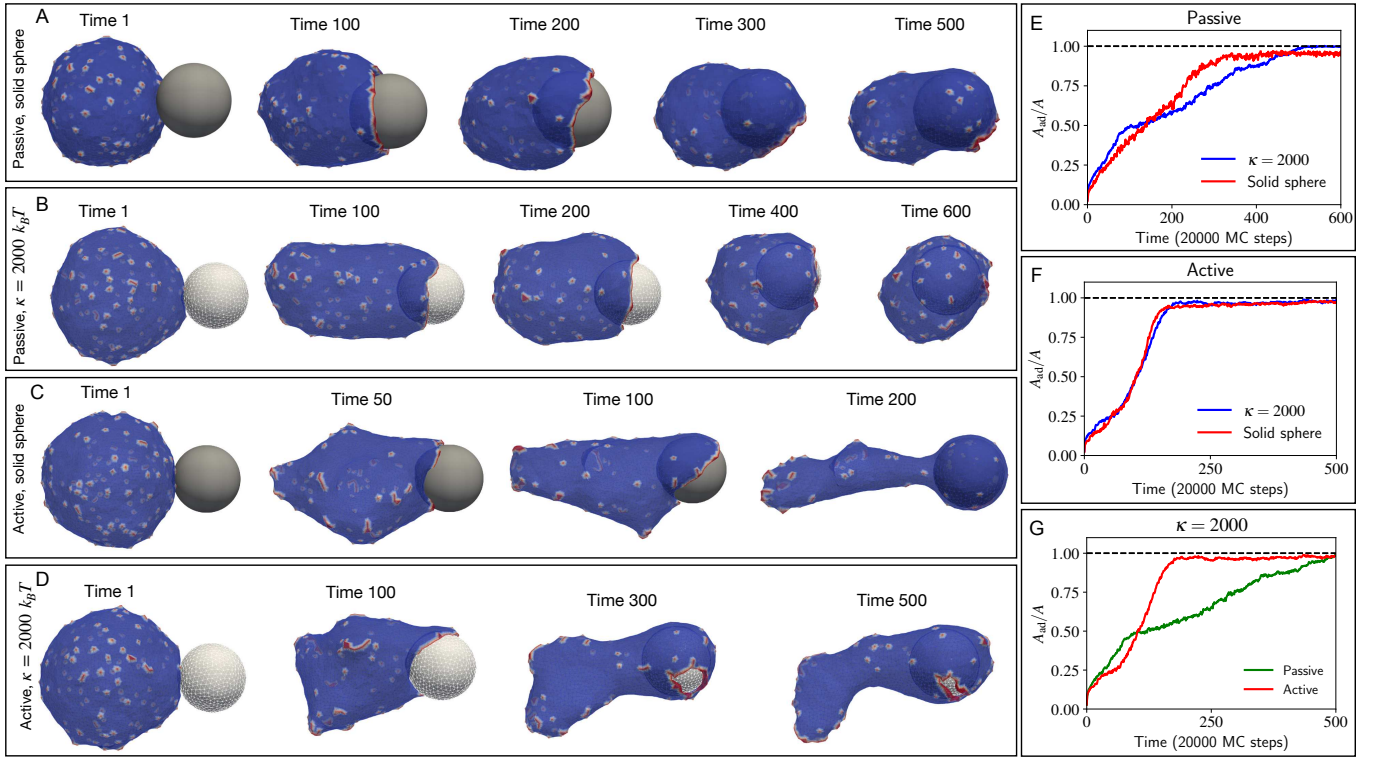 A
Passive, solid sphere
Time 1
Time 100
Time 200
Time 300
Time 500
B
Passive, κ = 2000 k_BT
Time 1
Time 100
Time 200
Time 400
Time 600
C
Active, solid sphere
Time 1
Time 50
Time 100
Time 200
D
Active, κ = 2000 k_BT
Time 1
Time 100
Time 300
Time 500
E
Passive
A_ad/A
1.00
0.75
0.50
0.25
0.00
κ = 2000
Solid sphere
0 200 400 600
Time (20000 MC steps)
F
Active
A_ad/A
1.00
0.75
0.50
0.25
0.00
κ = 2000
Solid sphere
0 250 500
Time (20000 MC steps)
G
κ = 2000
A_ad/A
1.00
0.75
0.50
0.25
0.00
Passive
Active
0 250 500
Time (20000 MC steps)